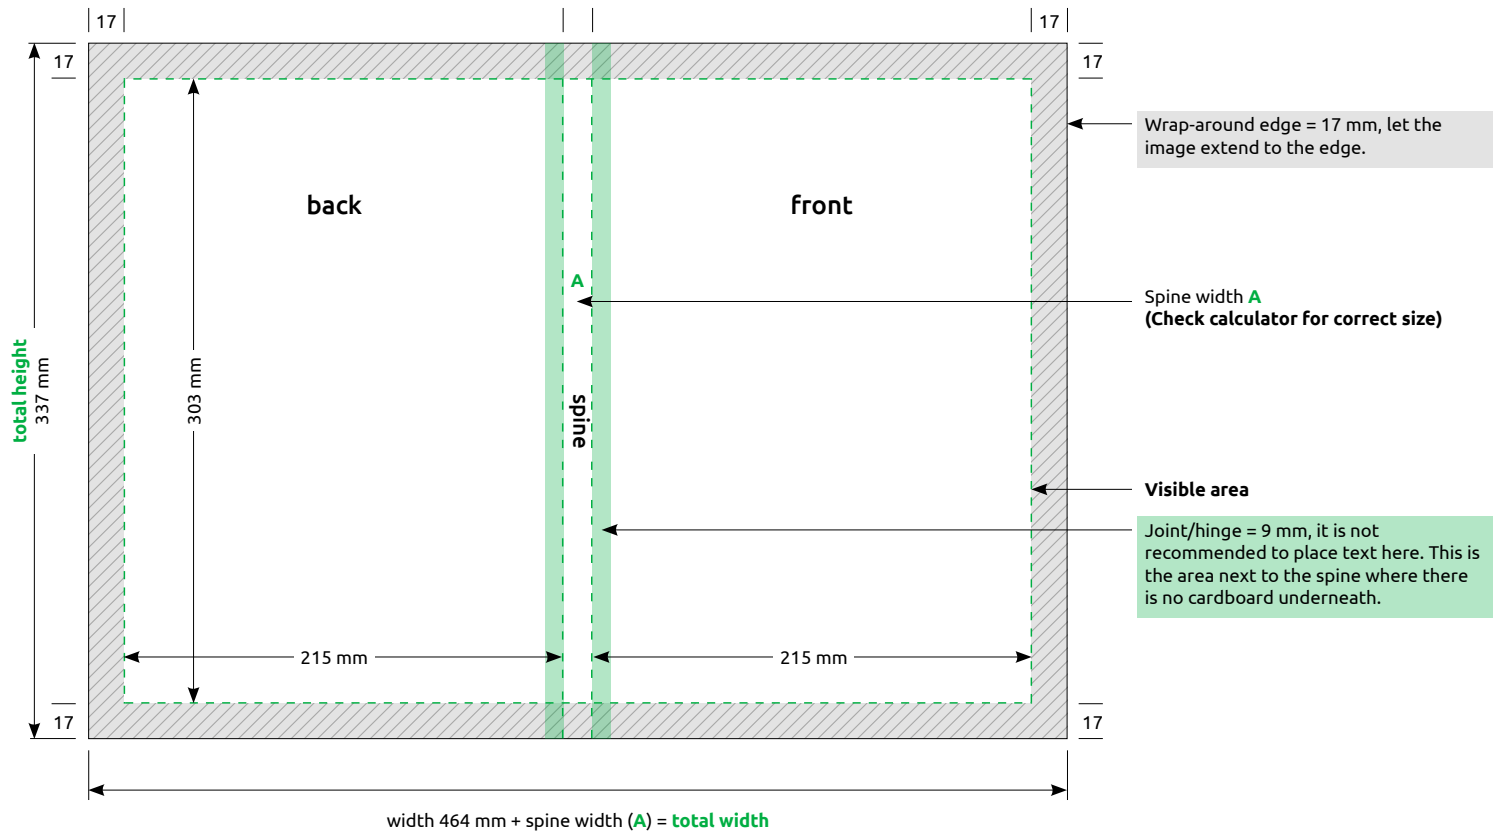 17
17
17
17
back
front
Wrap-around edge = 17 mm, let the
image extend to the edge.
A
Spine width A
(Check calculator for correct size)
total height
337 mm
303 mm
spine
Visible area
Joint/hinge = 9 mm, it is not
recommended to place text here. This is
the area next to the spine where there
is no cardboard underneath.
215 mm
215 mm
17
17
width 464 mm + spine width (A) = total width